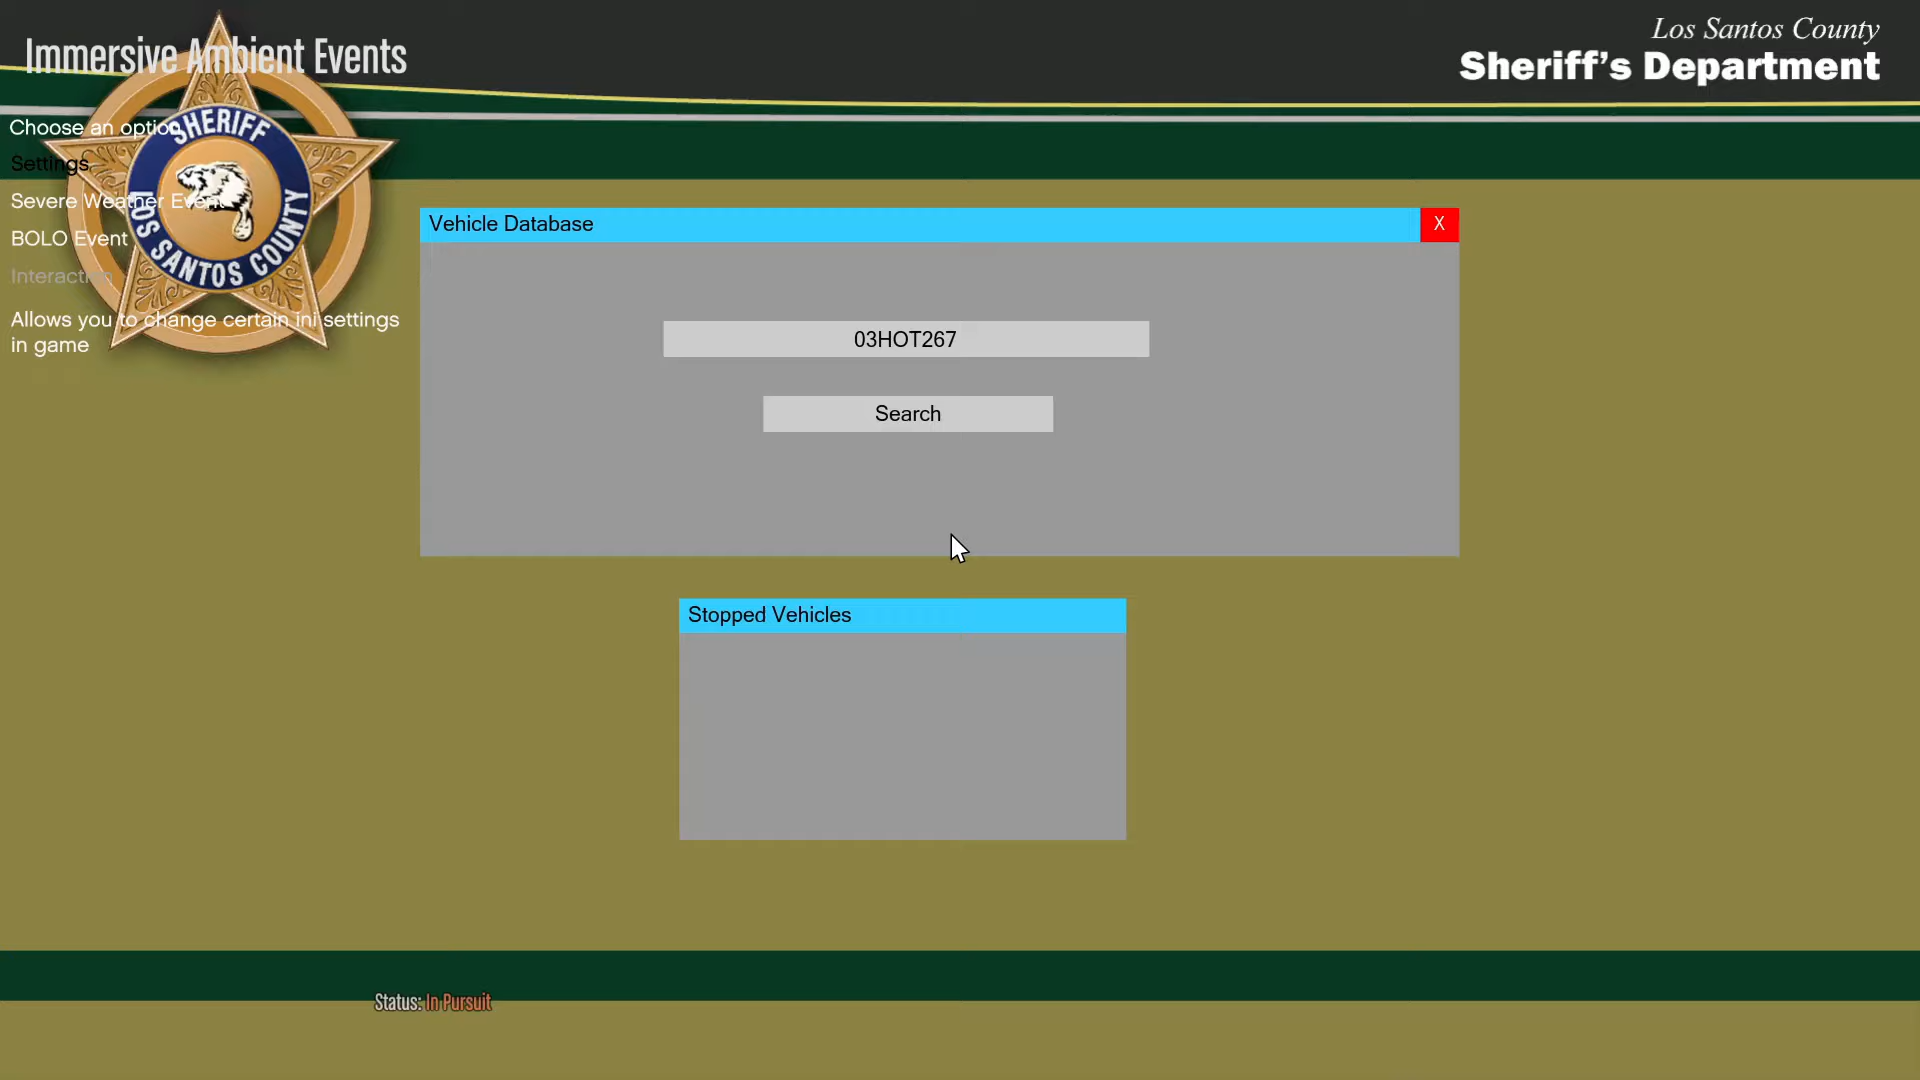 Immersive Ambient Events
Los Santos County
Sheriff's Department
Choose an option
Settings
Severe Weather Event
BOLO Event
Interaction
Allows you to change certain ini settings
in game
SHERIFF
LOS SANTOS COUNTY
Vehicle Database
X
03HOT267
Search
Stopped Vehicles
Status: In Pursuit